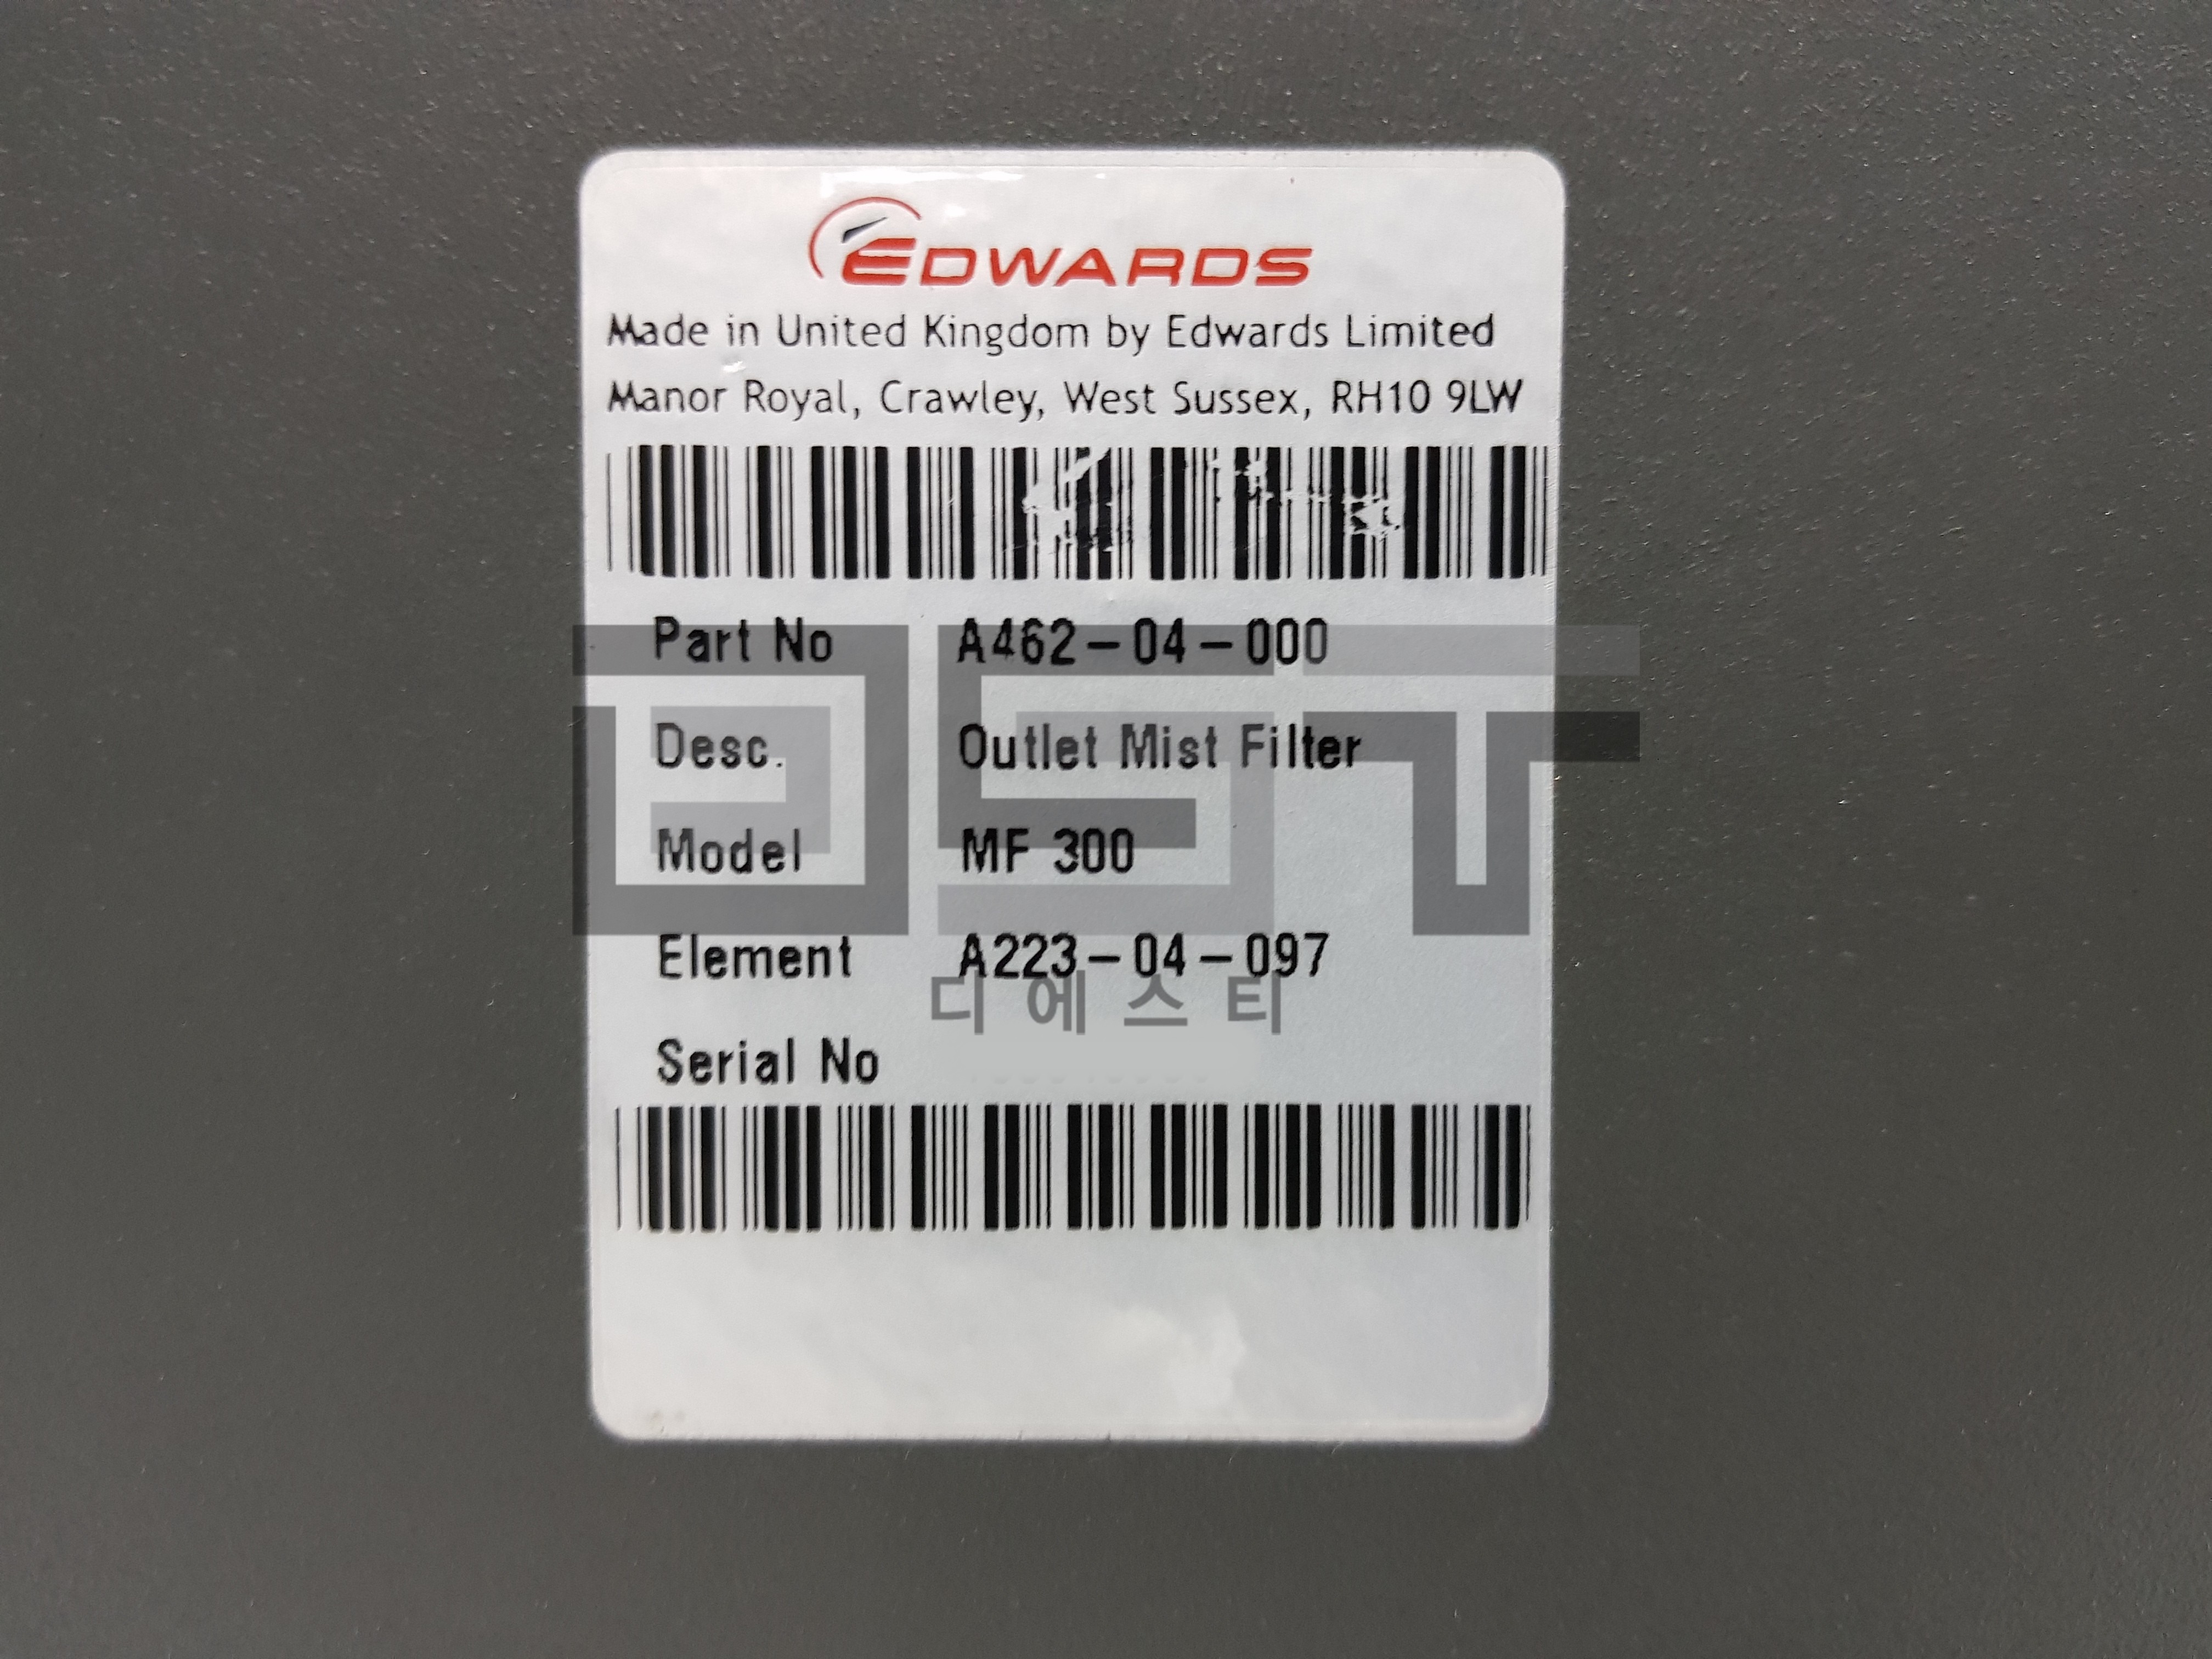 EDWARDS
Made in United Kingdom by Edwards Limited
Manor Royal, Crawley, West Sussex, RH10 9LW
Part No A462-04-000
Desc. Outlet Mist Filter
Model MF 300
Element A223-04-097
Serial No
DST
디에스티